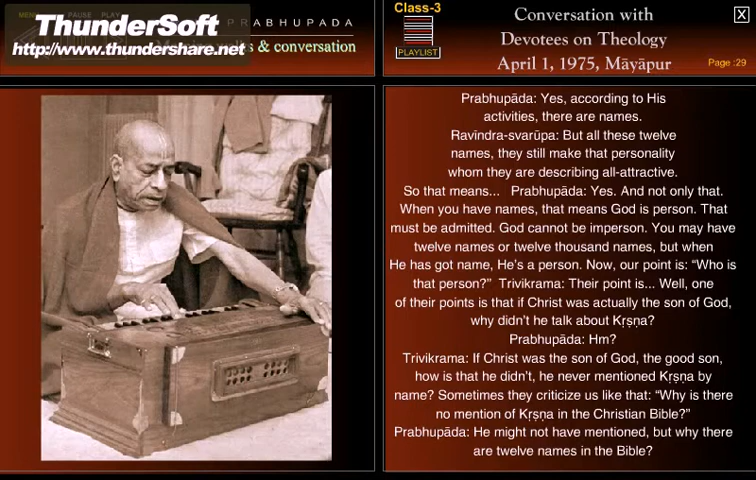 MENU PAUSE PLAY
ThunderSoft
PRABHUPADA
http://www.thundershare.net
& conversation
Class-3
PLAYLIST
Conversation with
Devotees on Theology
April 1, 1975, Māyāpur
Page :29
X
Prabhupāda: Yes, according to His
activities, there are names.
Ravindra-svarūpa: But all these twelve
names, they still make that personality
whom they are describing all-attractive.
So that means... Prabhupāda: Yes. And not only that.
When you have names, that means God is person. That
must be admitted. God cannot be imperson. You may have
twelve names or twelve thousand names, but when
He has got name, He's a person. Now, our point is: “Who is
that person?” Trivikrama: Their point is... Well, one
of their points is that if Christ was actually the son of God,
why didn't he talk about Kṛṣṇa?
Prabhupāda: Hm?
Trivikrama: If Christ was the son of God, the good son,
how is that he didn't, he never mentioned Kṛṣṇa by
name? Sometimes they criticize us like that: “Why is there
no mention of Kṛṣṇa in the Christian Bible?”
Prabhupāda: He might not have mentioned, but why there
are twelve names in the Bible?